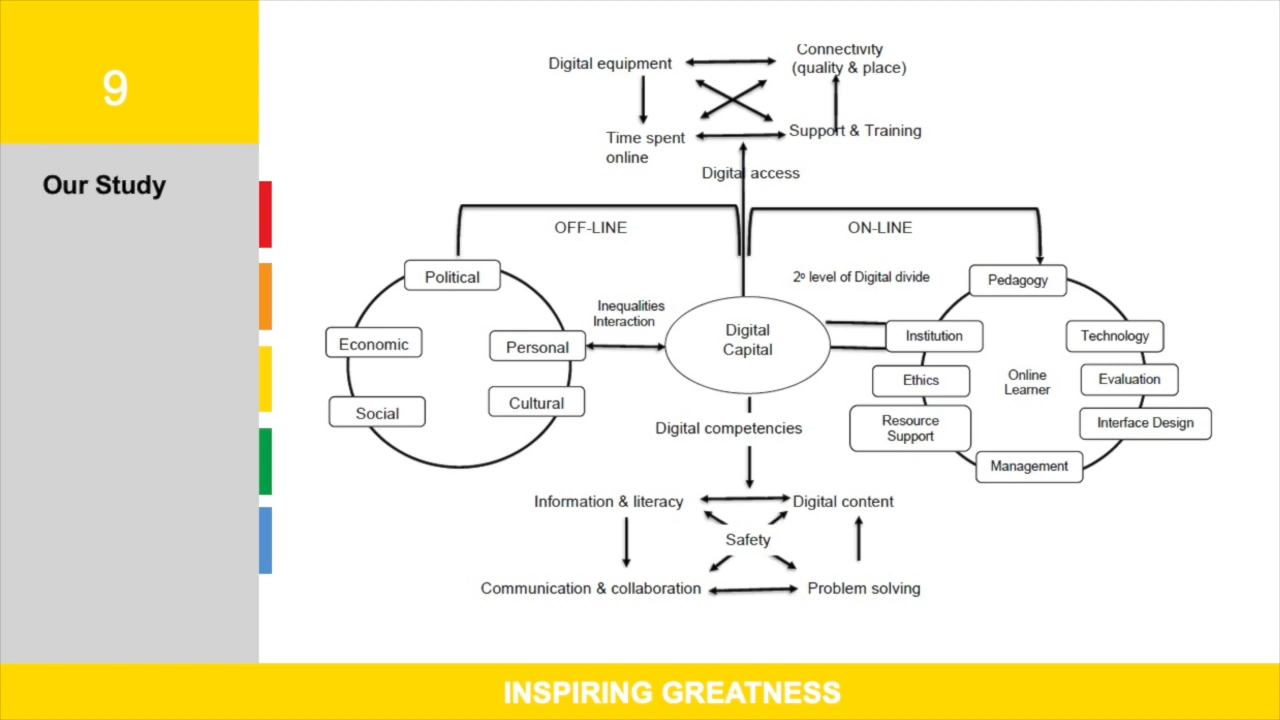 9
Our Study
Digital equipment
Connectivity
(quality & place)
Time spent
online
Support & Training
Digital access
OFF-LINE
ON-LINE
Political
Economic
Social
Personal
Cultural
Inequalities
Interaction
Digital
Capital
2º level of Digital divide
Pedagogy
Institution
Technology
Ethics
Online
Learner
Evaluation
Resource
Support
Interface Design
Management
Digital competencies
Information & literacy
Digital content
Safety
Communication & collaboration
Problem solving
INSPIRING GREATNESS